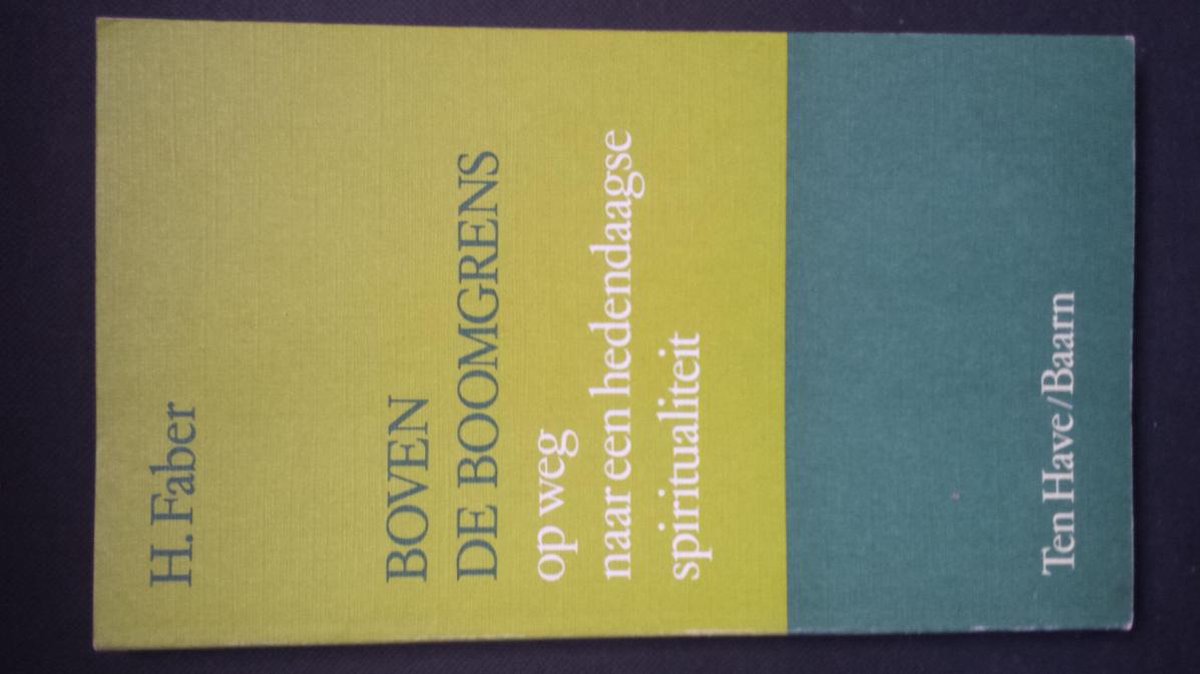 H. Faber
BOVEN
DE BOOMGRENS
op weg
naar een hedendaagse
spiritualiteit
Ten Have/Baarn